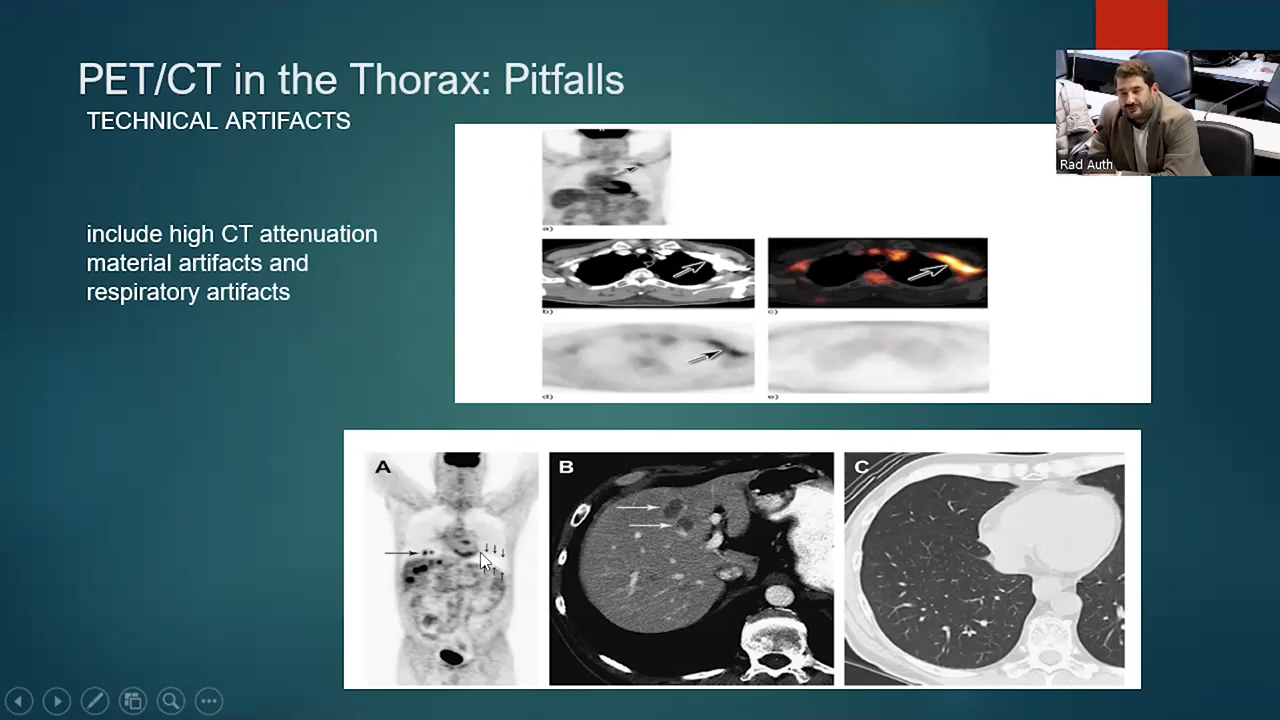 PET/CT in the Thorax: Pitfalls
TECHNICAL ARTIFACTS
include high CT attenuation
material artifacts and
respiratory artifacts
Rad Auth
a)
b)
c)
d)
e)
A
B
C